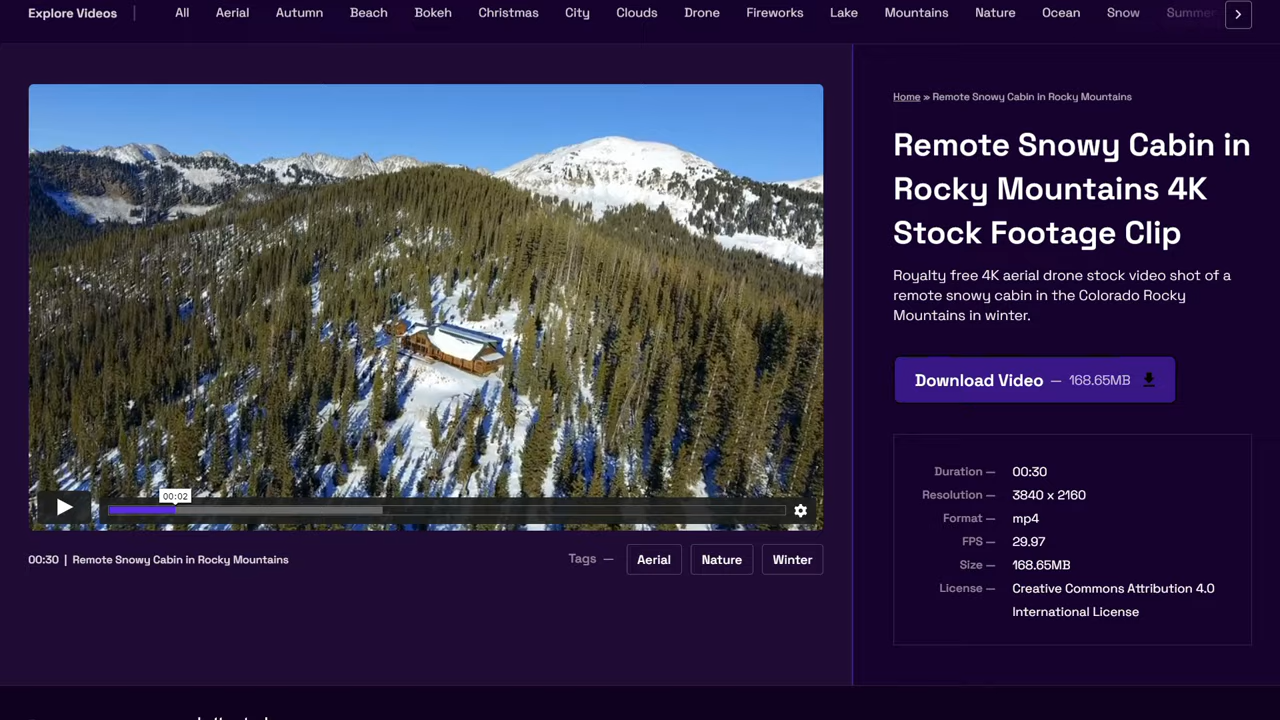 Explore Videos
All
Aerial
Autumn
Beach
Bokeh
Christmas
City
Clouds
Drone
Fireworks
Lake
Mountains
Nature
Ocean
Snow
Summer
Home » Remote Snowy Cabin in Rocky Mountains
Remote Snowy Cabin in
Rocky Mountains 4K
Stock Footage Clip
Royalty free 4K aerial drone stock video shot of a
remote snowy cabin in the Colorado Rocky
Mountains in winter.
Download Video — 168.65MB
Duration — 00:30
Resolution — 3840 x 2160
Format — mp4
FPS — 29.97
Size — 168.65MB
License — Creative Commons Attribution 4.0
International License
00:02
00:30 | Remote Snowy Cabin in Rocky Mountains
Tags —
Aerial
Nature
Winter